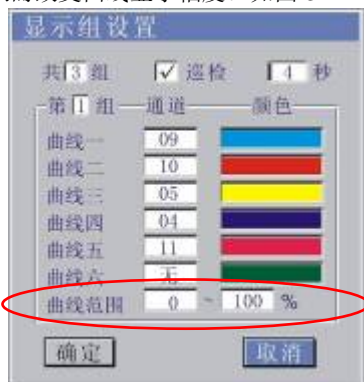 显示组设置
共 3 组 ✓ 巡检 4 秒
第 1 组 通道 颜色
曲线一 09
曲线二 10
曲线三 05
曲线四 04
曲线五 11
曲线六 无
曲线范围 0 ~ 100 %
确定 取消